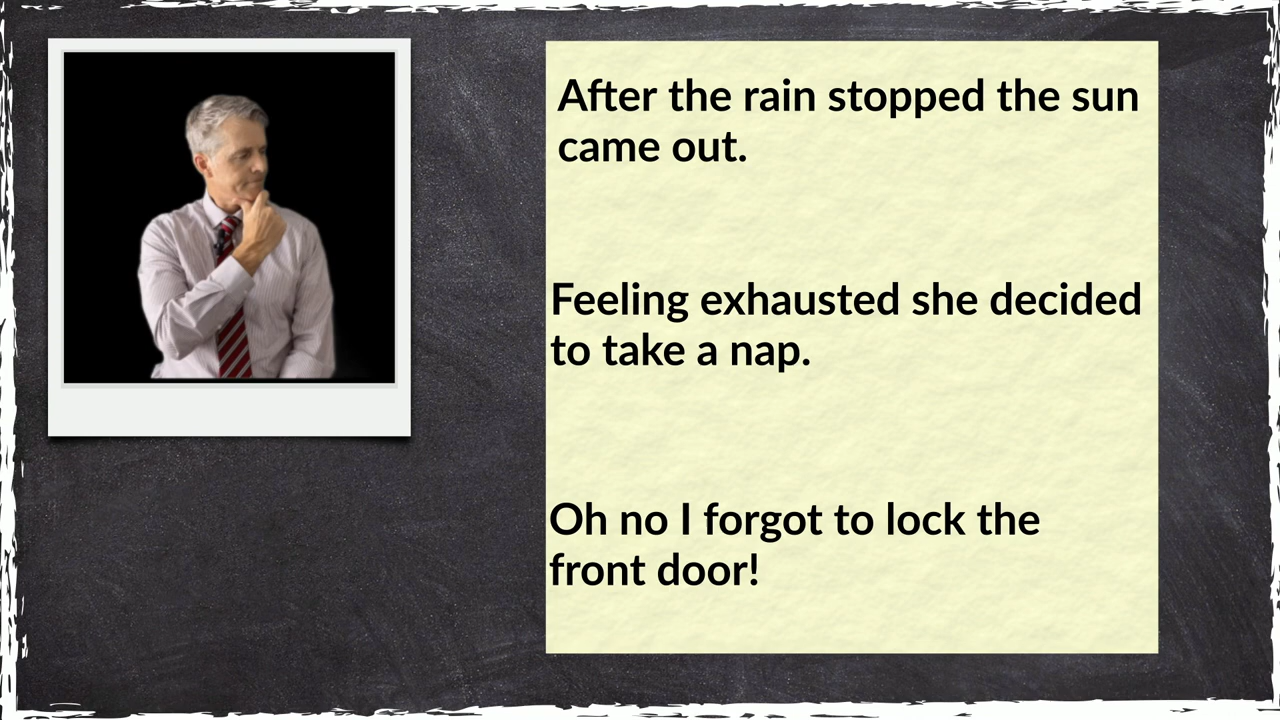 After the rain stopped the sun
came out.
Feeling exhausted she decided
to take a nap.
Oh no I forgot to lock the
front door!